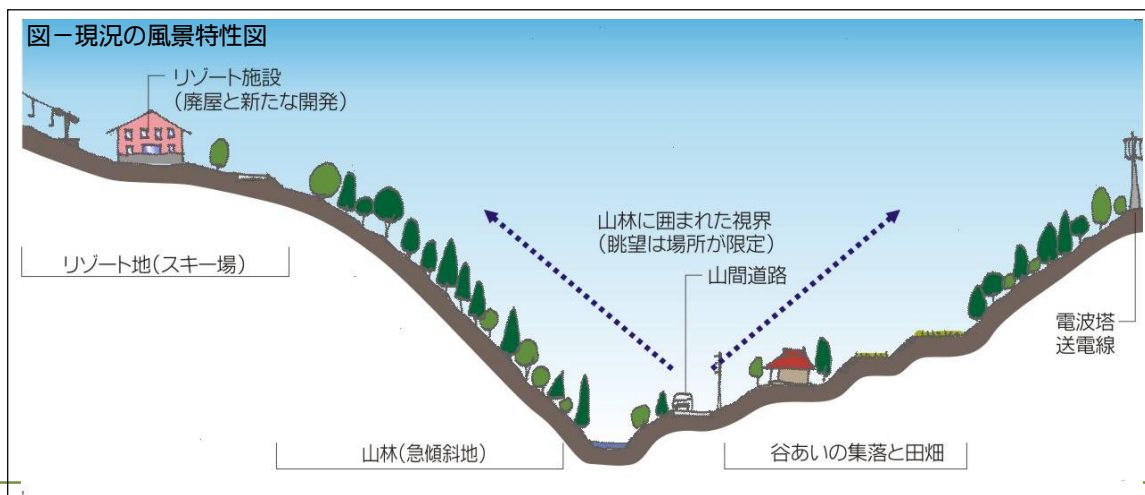 図－現況の風景特性図
リゾート施設
(廃屋と新たな開発)
山林に囲まれた視界
(眺望は場所が限定)
山間道路
リゾート地(スキー場)
電波塔
送電線
山林(急傾斜地)
谷あいの集落と田畑